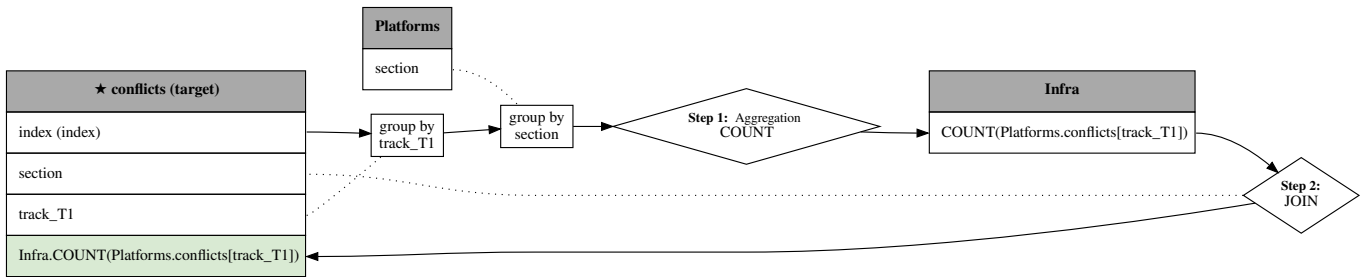 Platforms
section
★ conflicts (target)
index (index)
section
track_T1
Infra.COUNT(Platforms.conflicts[track_T1])
group by
track_T1
group by
section
Step 1: Aggregation
COUNT
Infra
COUNT(Platforms.conflicts[track_T1])
Step 2:
JOIN